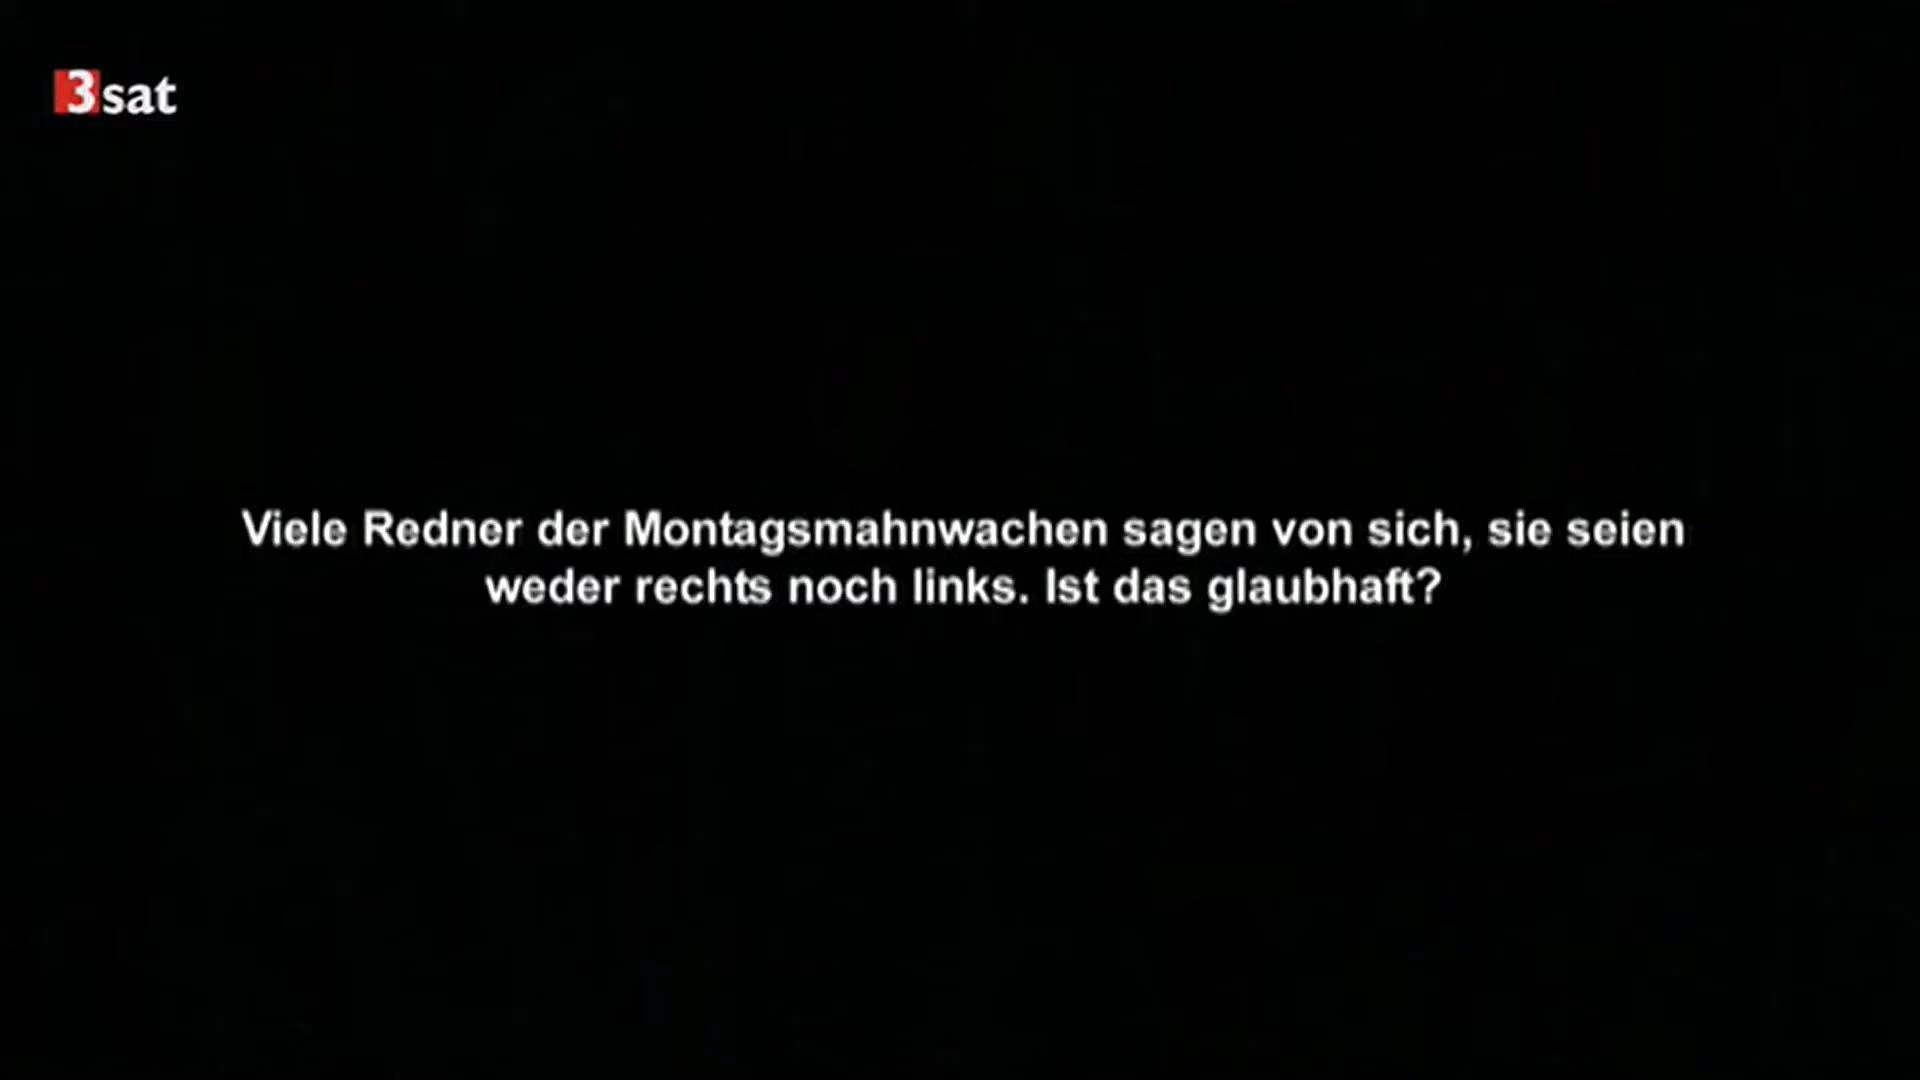 3sat
Viele Redner der Montagsmahnwachen sagen von sich, sie seien
weder rechts noch links. Ist das glaubhaft?